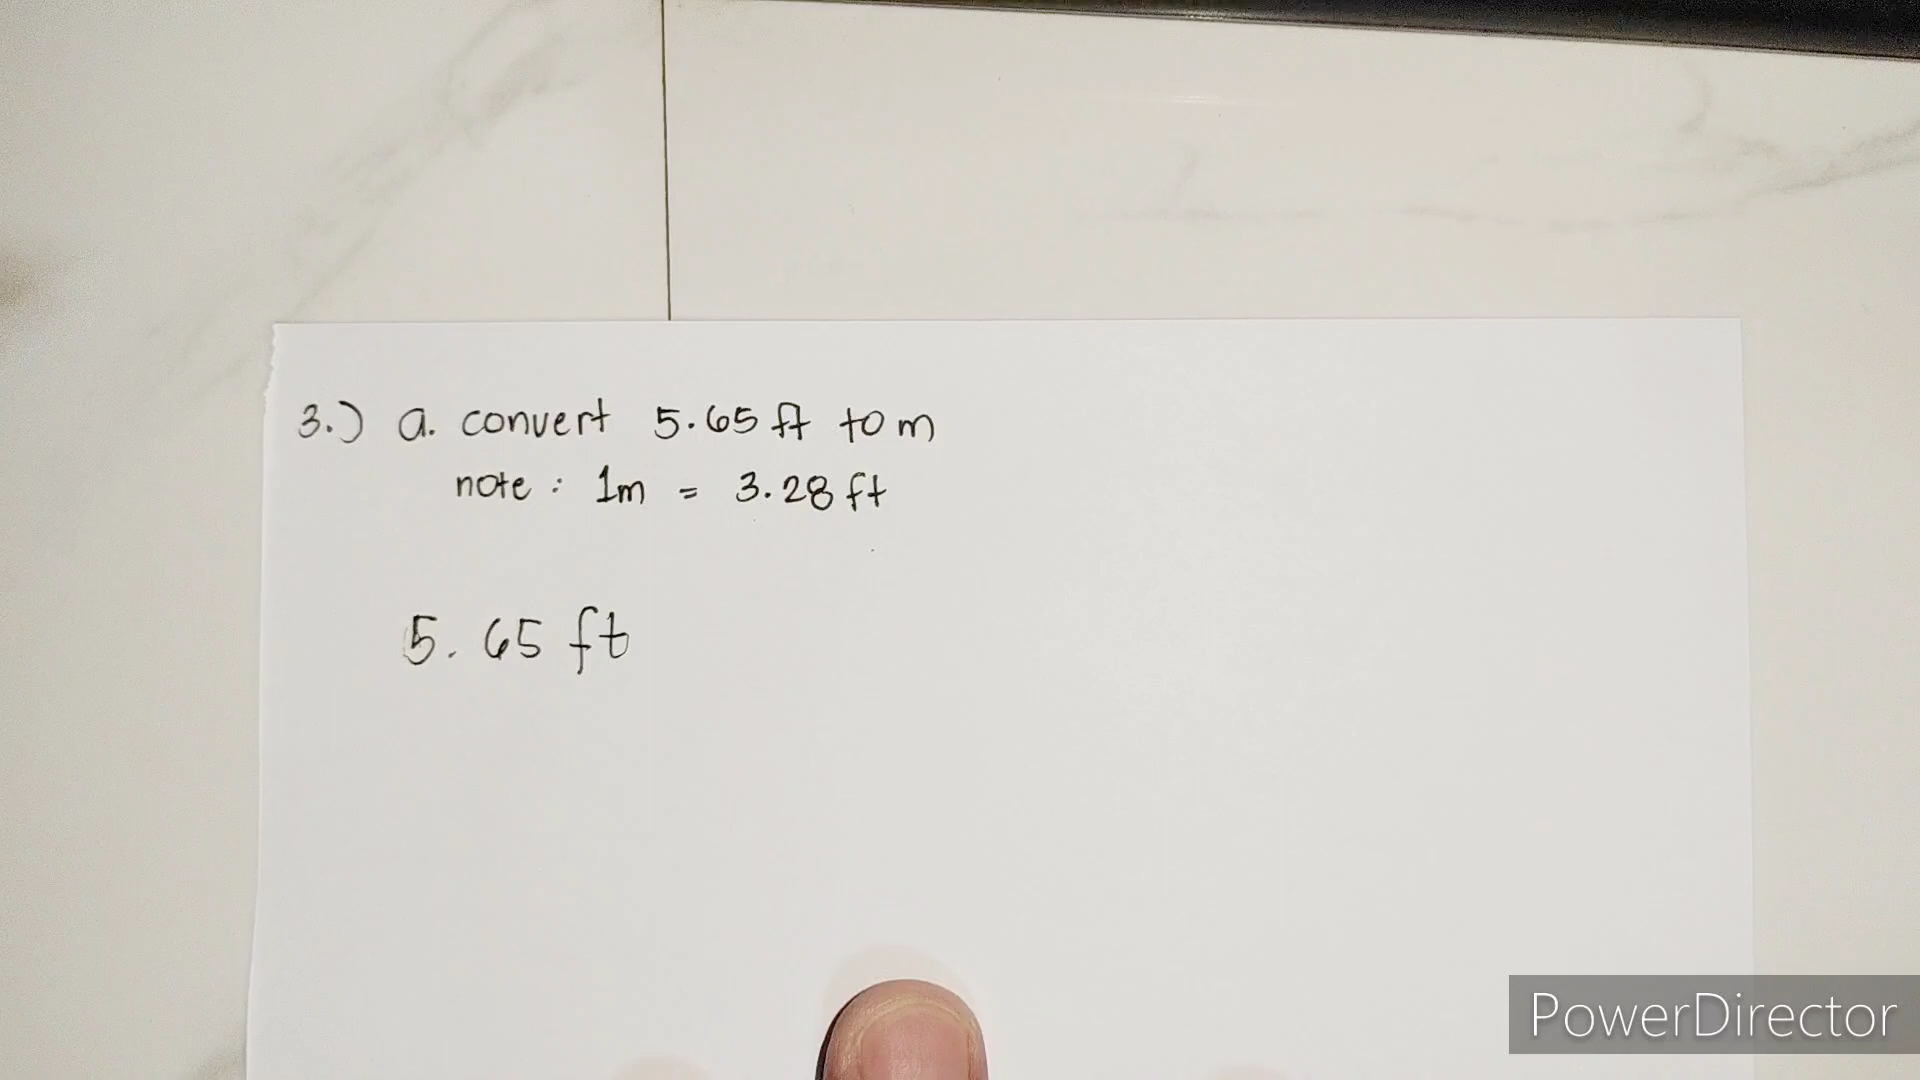 3.) a. convert 5.65 ft to m
note : 1m = 3.28 ft
5.65 ft
PowerDirector